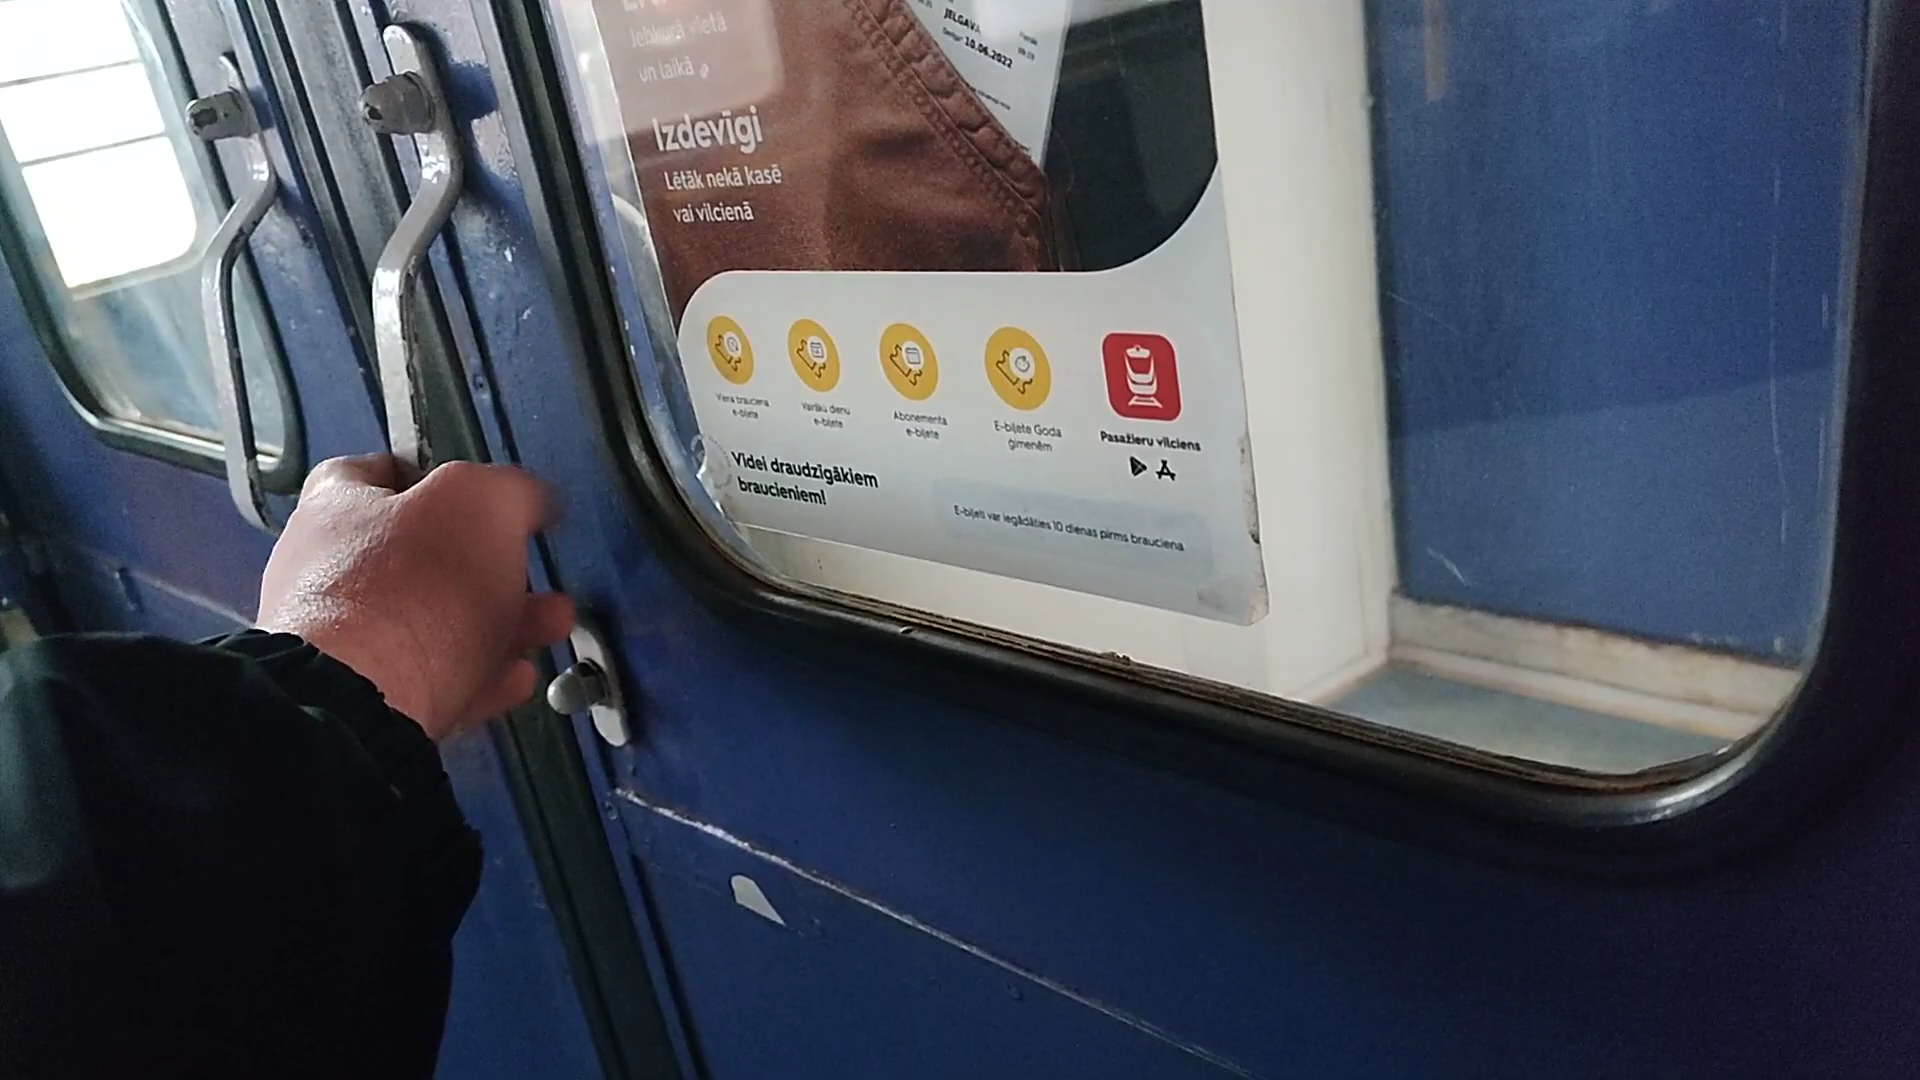 Jebkurā vietā
un laikā
Izdevīgi
Lētāk nekā kasē
vai vilcienā
JELGAVA
10.06.2022
Viena brauciena
e-biļete
Vairāku dienu
e-biļete
Abonementa
e-biļete
E-biļete Goda
ģimenēm
Pasažieru vilciens
Videi draudzīgākiem
braucieniem!
E-biļeti var iegādāties 10 dienas pirms brauciena